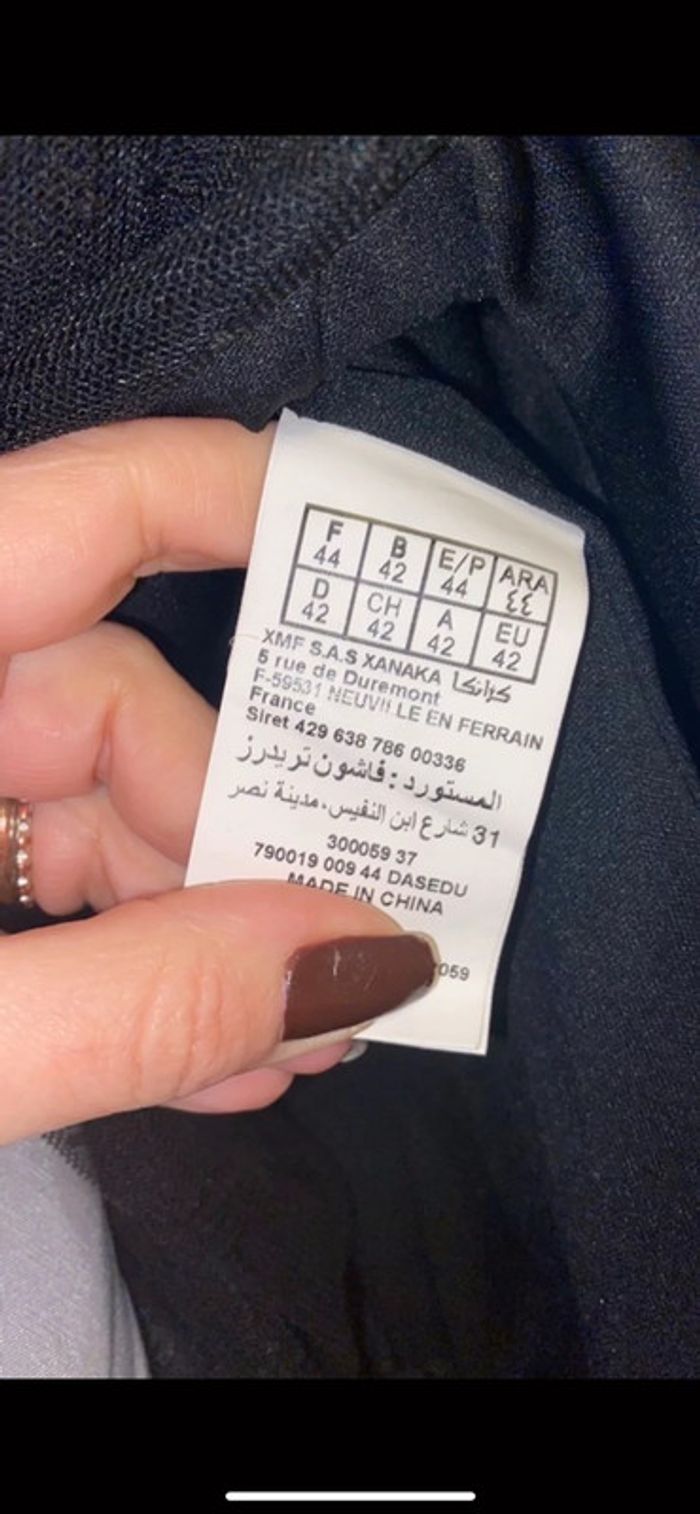 F B E/P ARA
44 42 44 ٤٤
D CH A EU
42 42 42 42
XMF S.A.S XANAKA كزانكا
5 rue de Duremont
F-59531 NEUVILLE EN FERRAIN
France
Siret 429 638 786 00336
المستورد : فاشون تريدرز
31 شارع ابن النفيس، مدينة نصر
300059 37
790019 009 44 DASEDU
MADE IN CHINA
059